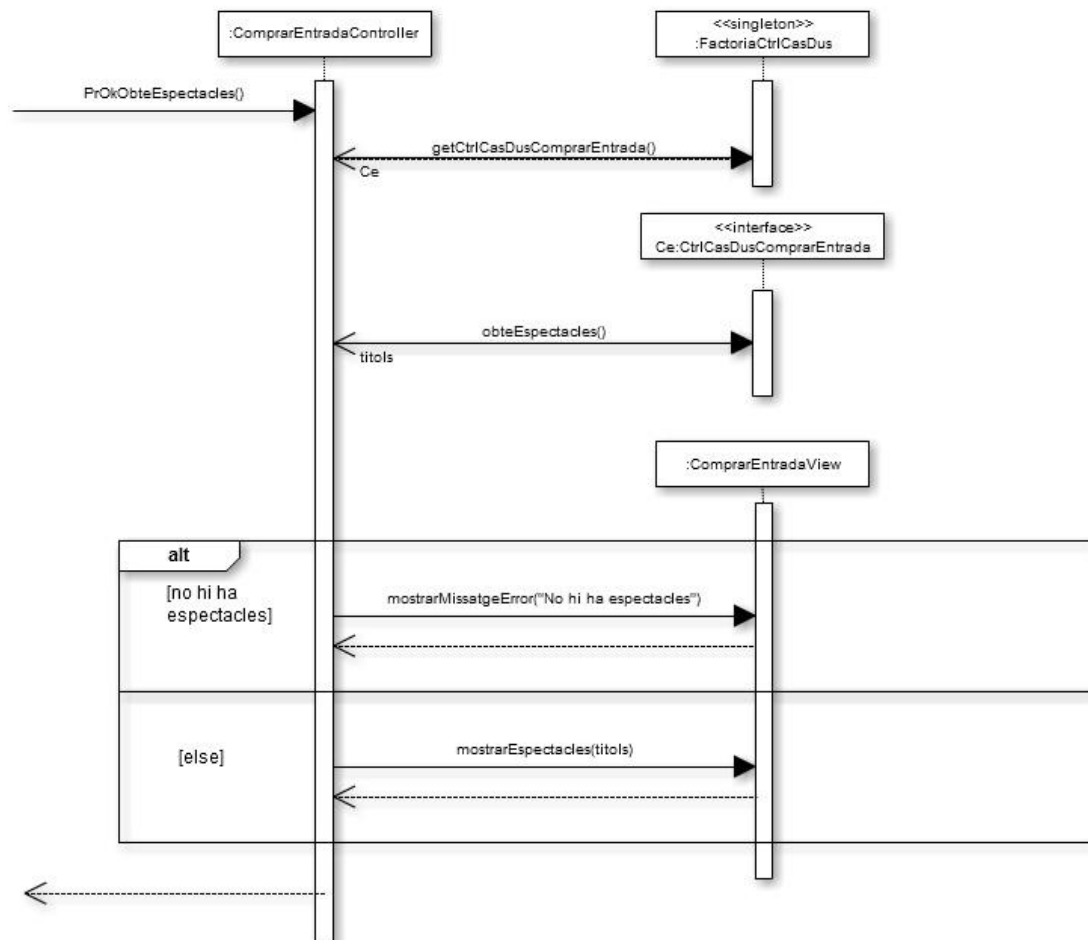 :ComprarEntradaController
<<singleton>>
:FactoriaCtrlCasDus
PrOkObteEspectacles()
getCtrlCasDusComprarEntrada()
Ce
<<interface>>
Ce:CtrlCasDusComprarEntrada
obteEspectacles()
titols
:ComprarEntradaView
alt
[no hi ha
espectacles]
mostrarMissatgeError("No hi ha espectacles")
[else]
mostrarEspectacles(titols)